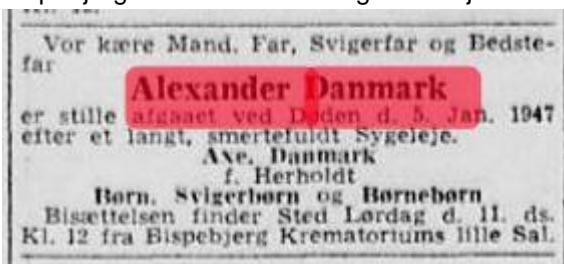 Vor kære Mand, Far, Svigerfar og Bedste-
far
Alexander Danmark
er stille afgaaet ved Døden d. 5. Jan. 1947
efter et langt, smertefuldt Sygeleje.
Axe. Danmark
f. Herholdt
Børn, Svigerbørn og Børnebørn
Bisættelsen finder Sted Lørdag d. 11. ds.
Kl. 12 fra Bispebjerg Krematoriums lille Sal.